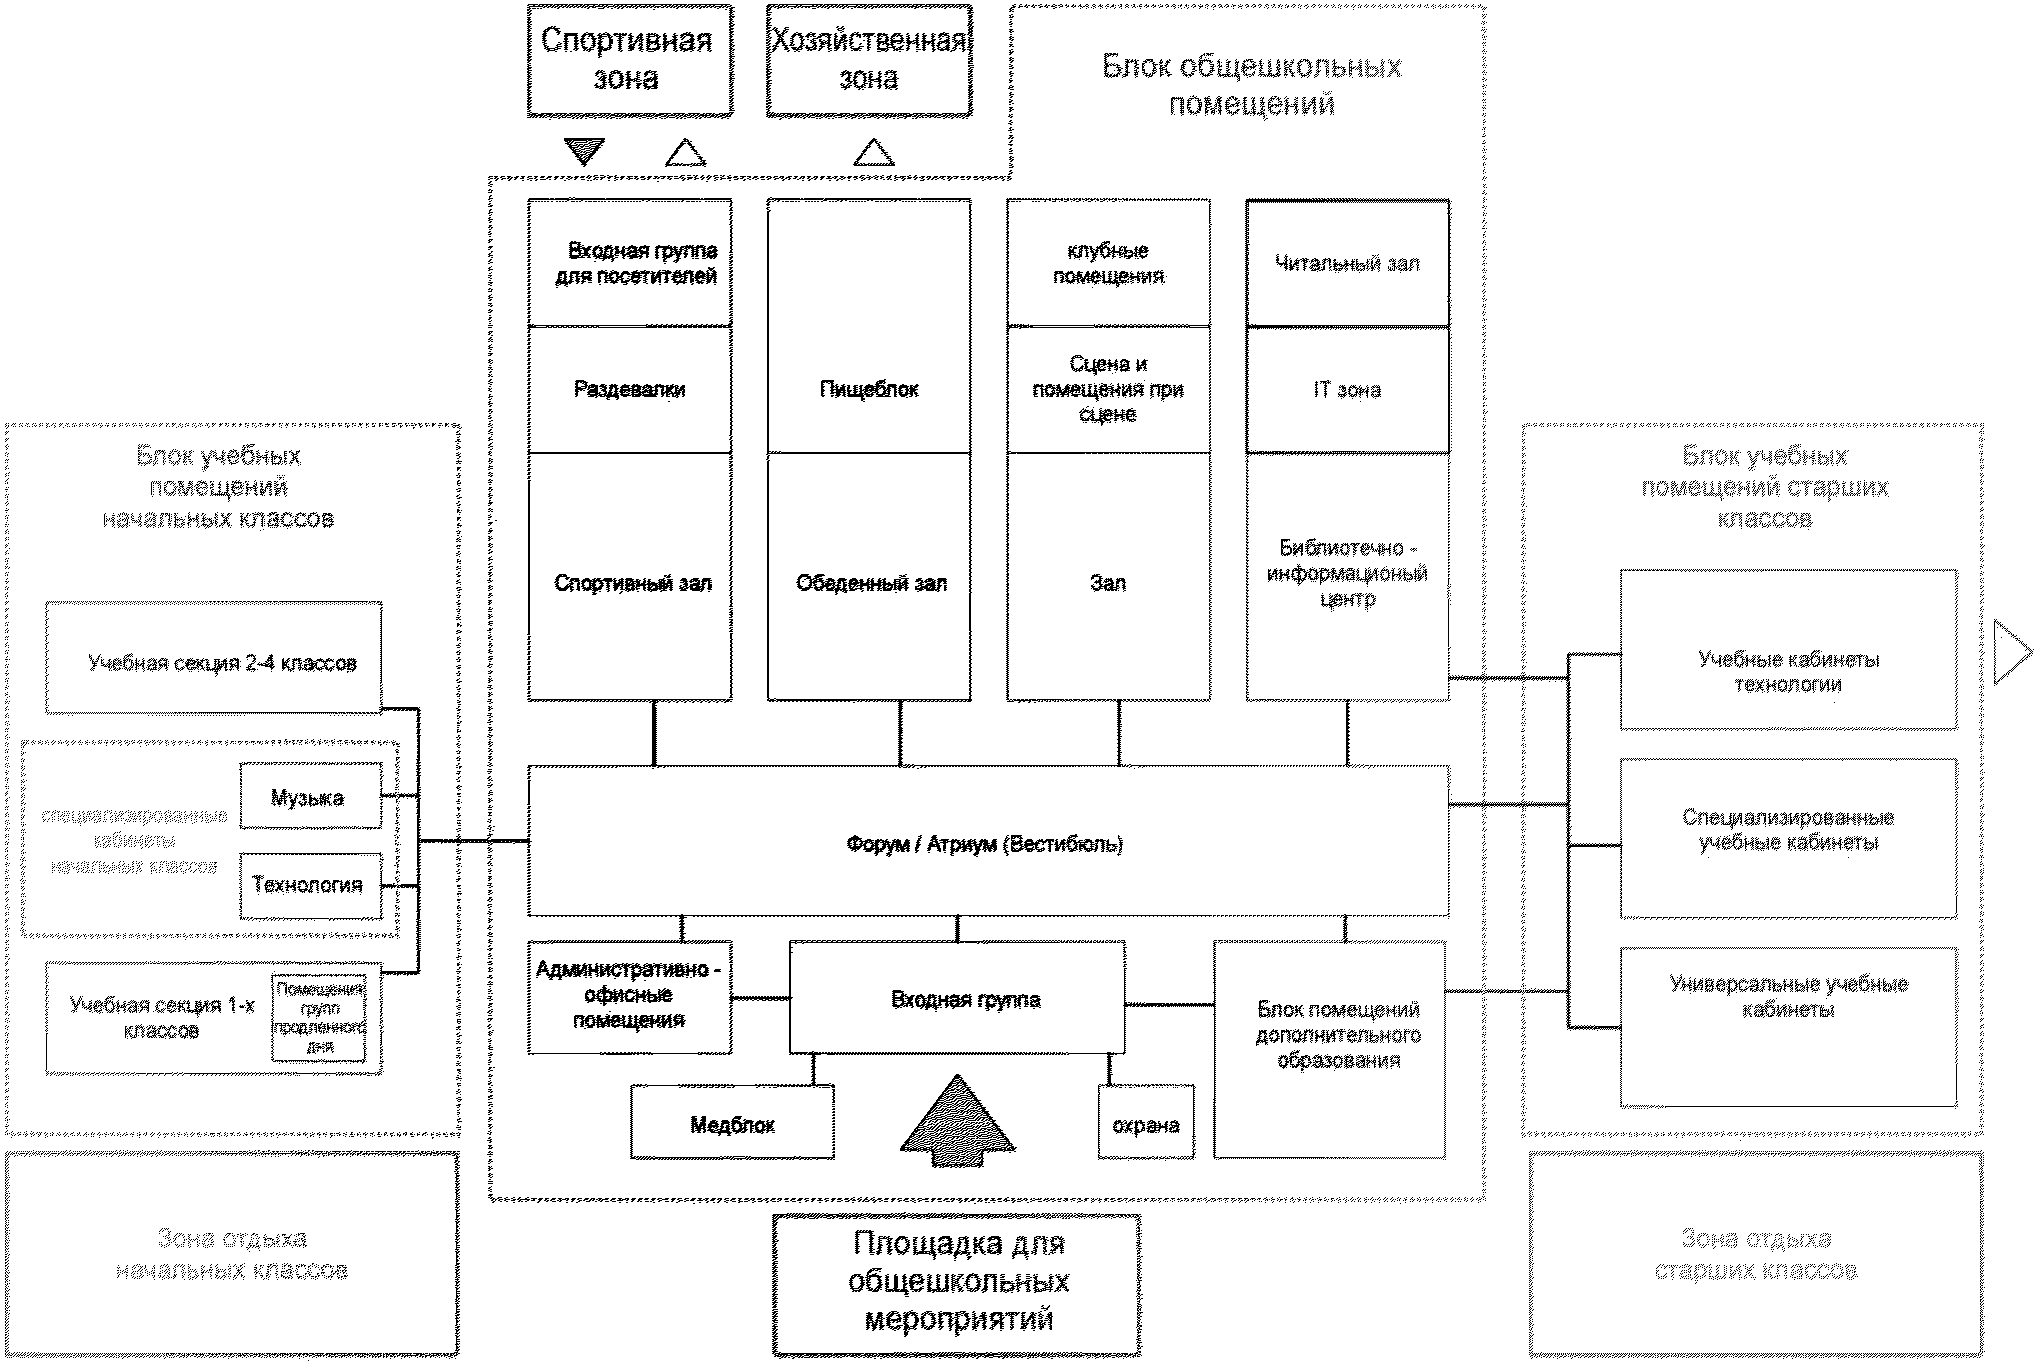 Спортивная
зона
Хозяйственная
зона
Блок общешкольных
помещений
Входная группа
для посетителей
Раздевалки
Спортивный зал
Пищеблок
Обеденный зал
клубные
помещения
Сцена и
помещения при
сцене
Зал
Читальный зал
IT зона
Библиотечно -
информационый
центр
Блок учебных
помещений
начальных классов
Учебная секция 2-4 классов
специализированные
кабинеты
начальных классов
Музыка
Технология
Учебная секция 1-х
классов
Помещения
групп
продленного
дня
Форум / Атриум (Вестибюль)
Административно -
офисные
помещения
Входная группа
Блок помещений
дополнительного
образования
Медблок
охрана
Блок учебных
помещений старших
классов
Учебные кабинеты
технологии
Специализированные
учебные кабинеты
Универсальные учебные
кабинеты
Зона отдыха
начальных классов
Площадка для
общешкольных
мероприятий
Зона отдыха
старших классов